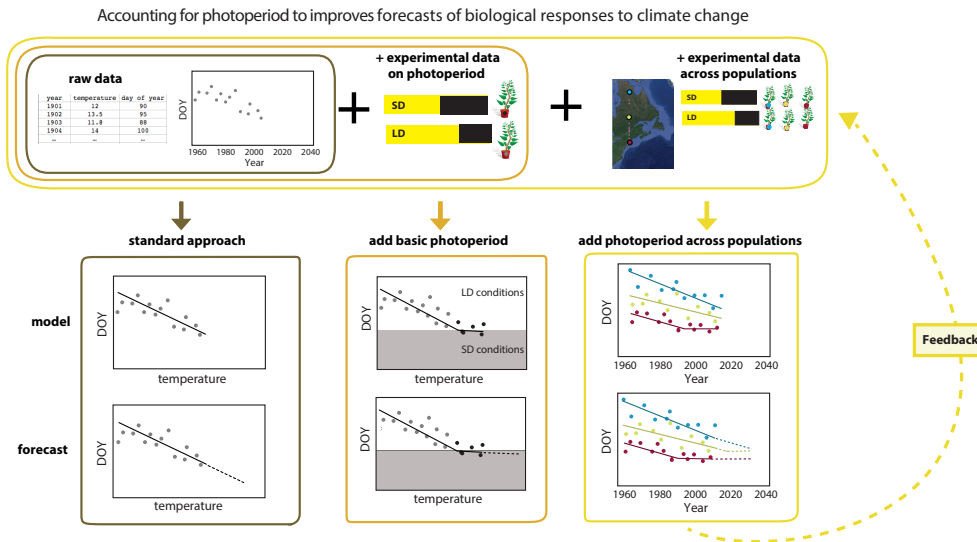 Accounting for photoperiod to improves forecasts of biological responses to climate change
raw data
year temperature day of year
1901 12 90
1902 13.5 95
1903 11.8 88
1904 14 100
… … …
DOY
1960 1980 2000 2020 2040
Year
+
+ experimental data
on photoperiod
SD
LD
+
+ experimental data
across populations
SD
LD
standard approach
add basic photoperiod
add photoperiod across populations
model
DOY
temperature
DOY
LD conditions
SD conditions
temperature
DOY
1960 1980 2000 2020 2040
Year
Feedback
forecast
DOY
temperature
DOY
temperature
DOY
1960 1980 2000 2020 2040
Year